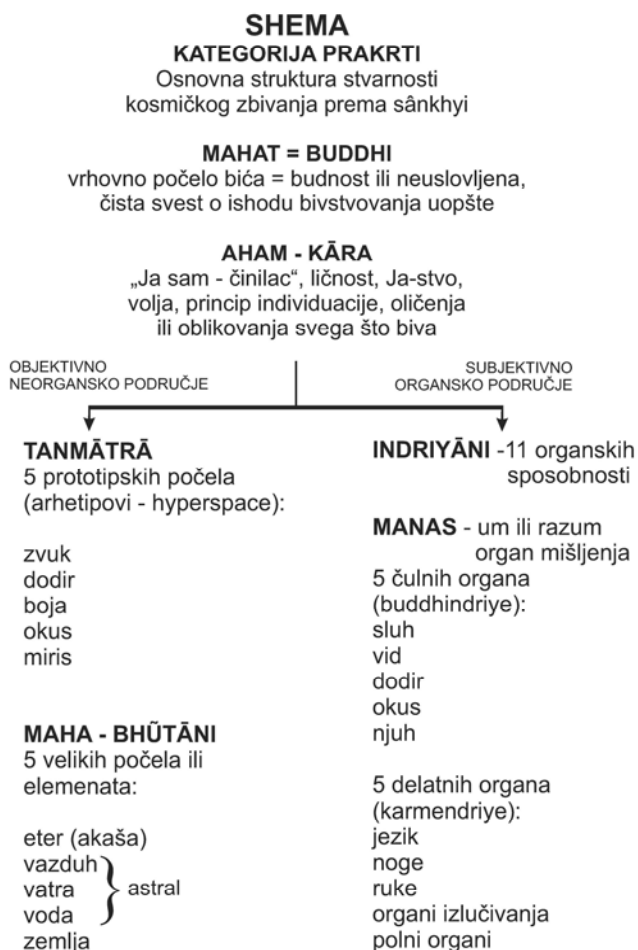 SHEMA
KATEGORIJA PRAKRTI
Osnovna struktura stvarnosti
kosmičkog zbivanja prema sânkhyi
MAHAT = BUDDHI
vrhovno počelo bića = budnost ili neuslovljena,
čista svest o ishodu bivstvovanja uopšte
AHAM - KĀRA
„Ja sam - činilac“, ličnost, Ja-stvo,
volja, princip individuacije, oličenja
ili oblikovanja svega što biva
OBJEKTIVNO
NEORGANSKO PODRUČJE
SUBJEKTIVNO
ORGANSKO PODRUČJE
TANMĀTRĀ
5 prototipskih počela
(arhetipovi - hyperspace):
zvuk
dodir
boja
okus
miris
MAHA - BHŨTĀNI
5 velikih počela ili
elemenata:
eter (akaša)
vazduh
vatra
voda
astral
zemlja
INDRIYĀNI -11 organskih
sposobnosti
MANAS - um ili razum
organ mišljenja
5 čulnih organa
(buddhindriye):
sluh
vid
dodir
okus
njuh
5 delatnih organa
(karmendriye):
jezik
noge
ruke
organi izlučivanja
polni organi